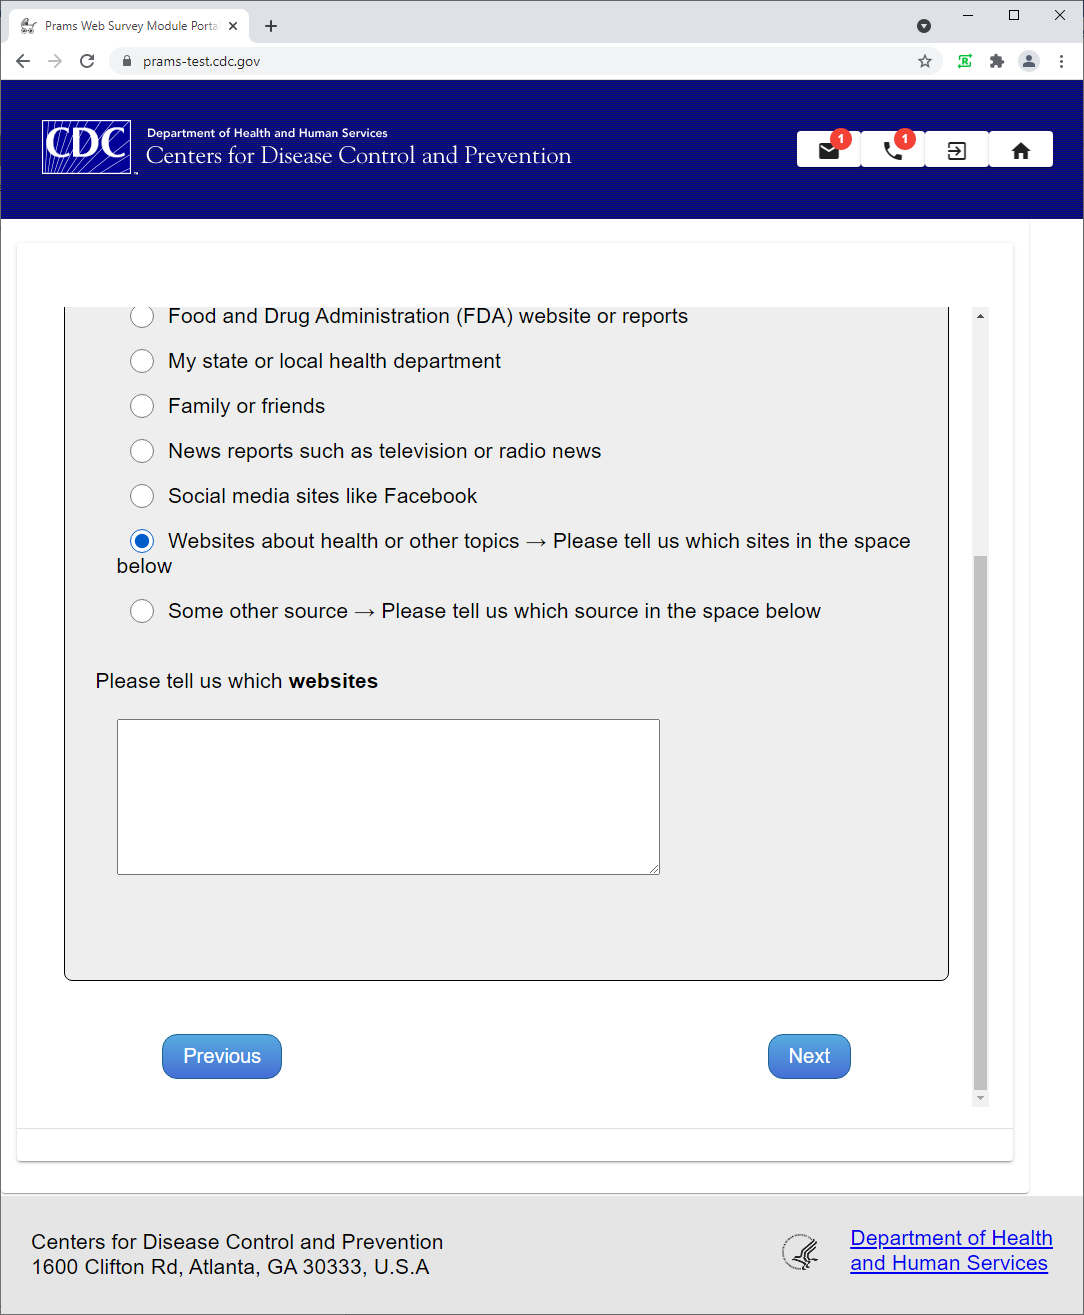 Prams Web Survey Module Porta
prams-test.cdc.gov
CDC
Department of Health and Human Services
Centers for Disease Control and Prevention
1
1
Food and Drug Administration (FDA) website or reports
My state or local health department
Family or friends
News reports such as television or radio news
Social media sites like Facebook
Websites about health or other topics → Please tell us which sites in the space
below
Some other source → Please tell us which source in the space below
Please tell us which websites
Previous
Next
Centers for Disease Control and Prevention
1600 Clifton Rd, Atlanta, GA 30333, U.S.A
Department of Health
and Human Services